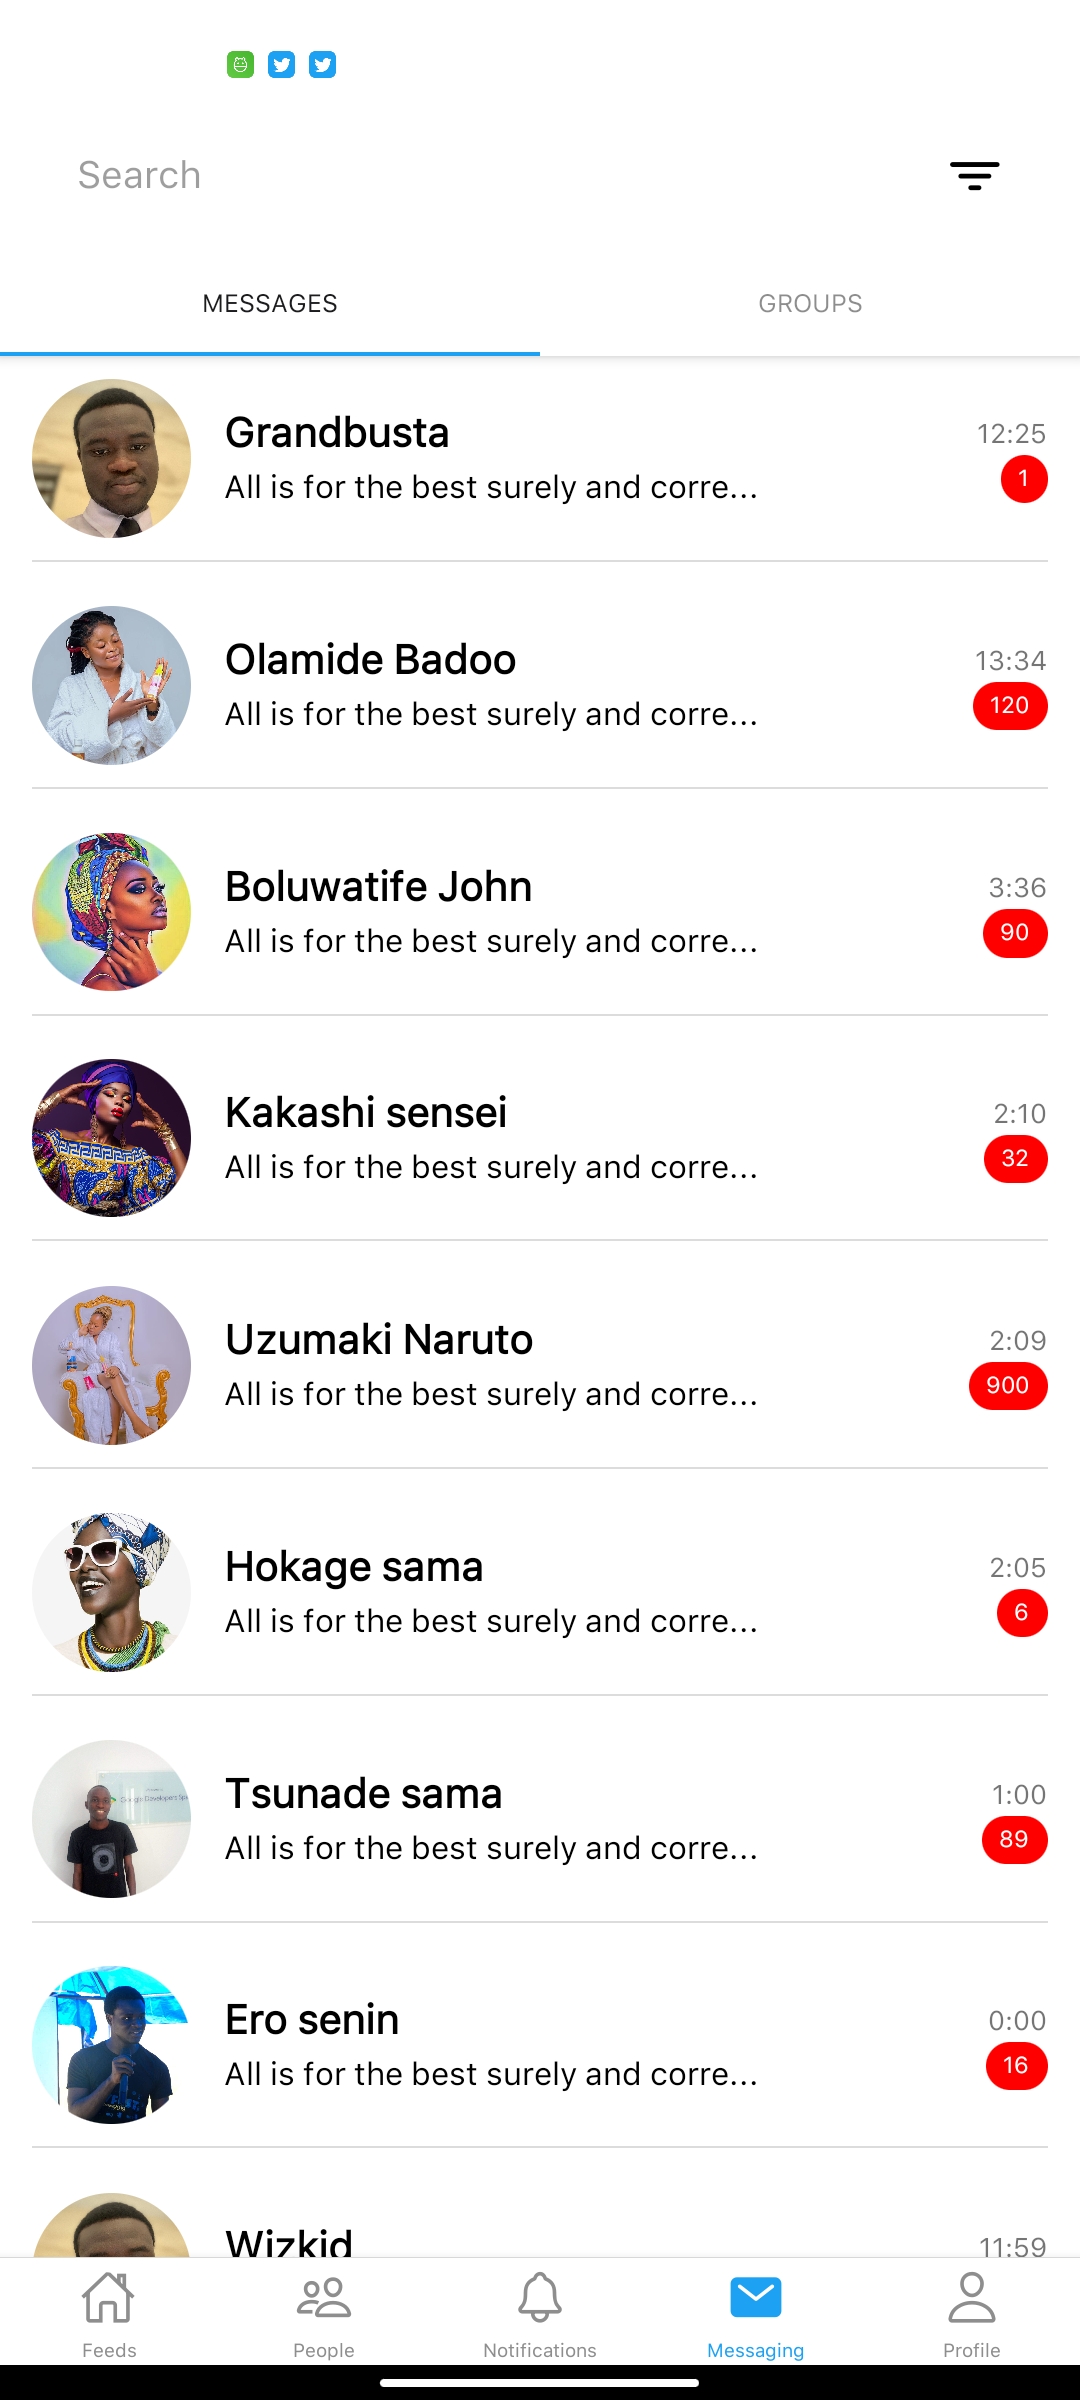 Search
MESSAGES GROUPS
Grandbusta 12:25
All is for the best surely and corre... 1
Olamide Badoo 13:34
All is for the best surely and corre... 120
Boluwatife John 3:36
All is for the best surely and corre... 90
Kakashi sensei 2:10
All is for the best surely and corre... 32
Uzumaki Naruto 2:09
All is for the best surely and corre... 900
Hokage sama 2:05
All is for the best surely and corre... 6
Tsunade sama 1:00
All is for the best surely and corre... 89
Ero senin 0:00
All is for the best surely and corre... 16
Wizkid 11:59
Feeds People Notifications Messaging Profile